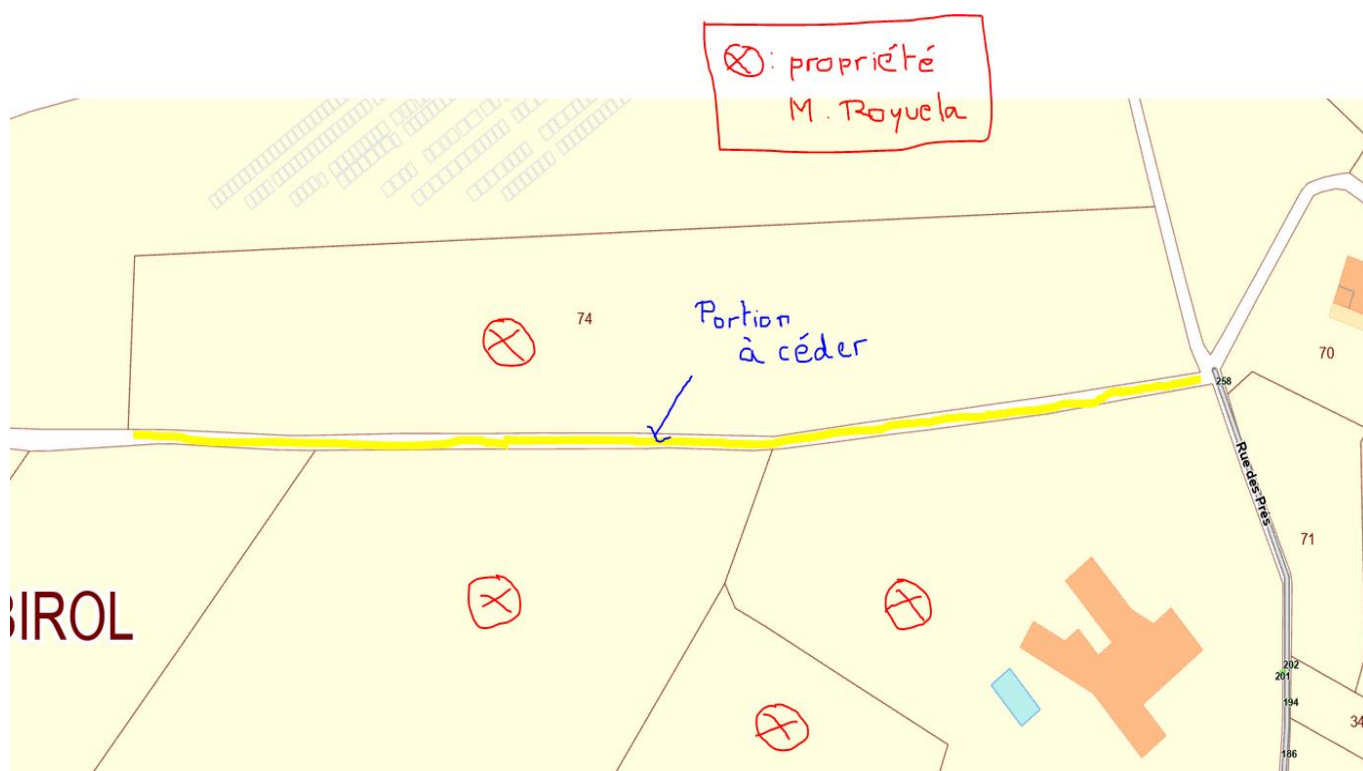 ⊗: propriété
M. Royuela
74
Portion
à céder
70
258
Rue des Prés
71
BIROL
202
201
194
34
186